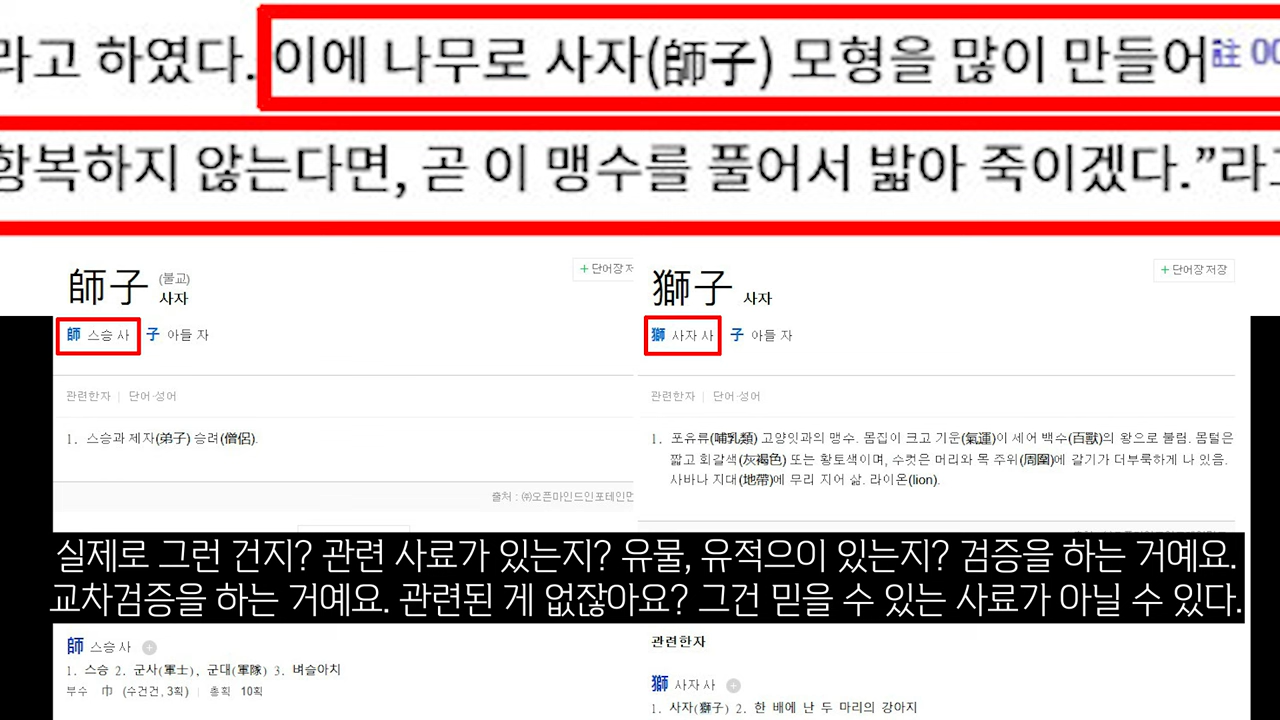 라고 하였다. 이에 나무로 사자(師子) 모형을 많이 만들어註 00
항복하지 않는다면, 곧 이 맹수를 풀어서 밟아 죽이겠다.”라고
師子 (불교) 사자
+ 단어장 저
師 스승 사 子 아들 자
관련한자 | 단어·성어
1. 스승과 제자(弟子) 승려(僧侶).
출처 : ㈜오픈마인드인포테인먼
獅子 사자
+ 단어장 저장
獅 사자 사 子 아들 자
관련한자 | 단어·성어
1. 포유류(哺乳類) 고양잇과의 맹수. 몸집이 크고 기운(氣運)이 세어 백수(百獸)의 왕으로 불림. 몸털은
짧고 회갈색(灰褐色) 또는 황토색이며, 수컷은 머리와 목 주위(周圍)에 갈기가 더부룩하게 나 있음.
사바나 지대(地帶)에 무리 지어 삶. 라이온(lion).
실제로 그런 건지? 관련 사료가 있는지? 유물, 유적으이 있는지? 검증을 하는 거예요.
교차검증을 하는 거예요. 관련된 게 없잖아요? 그건 믿을 수 있는 사료가 아닐 수 있다.
師 스승 사 +
1. 스승 2. 군사(軍士), 군대(軍隊) 3. 벼슬아치
부수 巾 (수건건, 3획) | 총획 10획
관련한자
獅 사자 사 +
1. 사자(獅子) 2. 한 배에 난 두 마리의 강아지